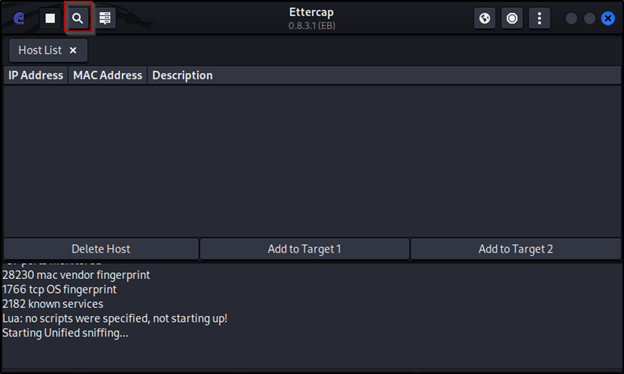 Ettercap
0.8.3.1 (EB)
Host List
IP Address MAC Address Description
Delete Host Add to Target 1 Add to Target 2
28230 mac vendor fingerprint
1766 tcp OS fingerprint
2182 known services
Lua: no scripts were specified, not starting up!
Starting Unified sniffing...